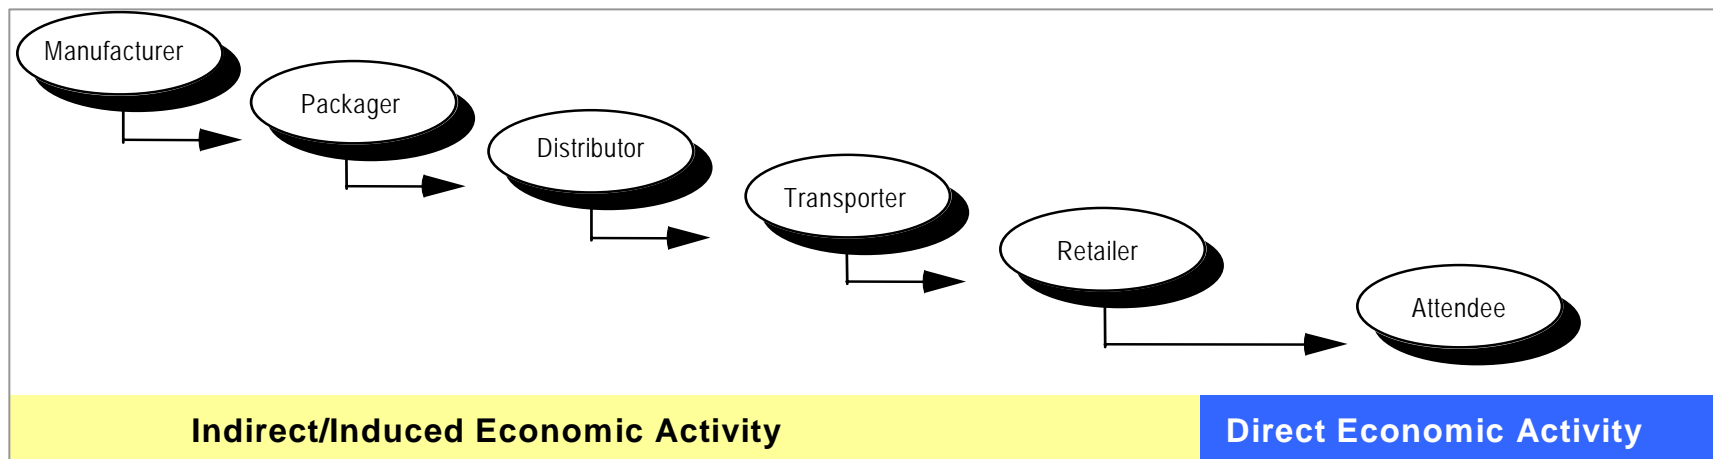 Manufacturer
Packager
Distributor
Transporter
Retailer
Attendee
Indirect/Induced Economic Activity
Direct Economic Activity